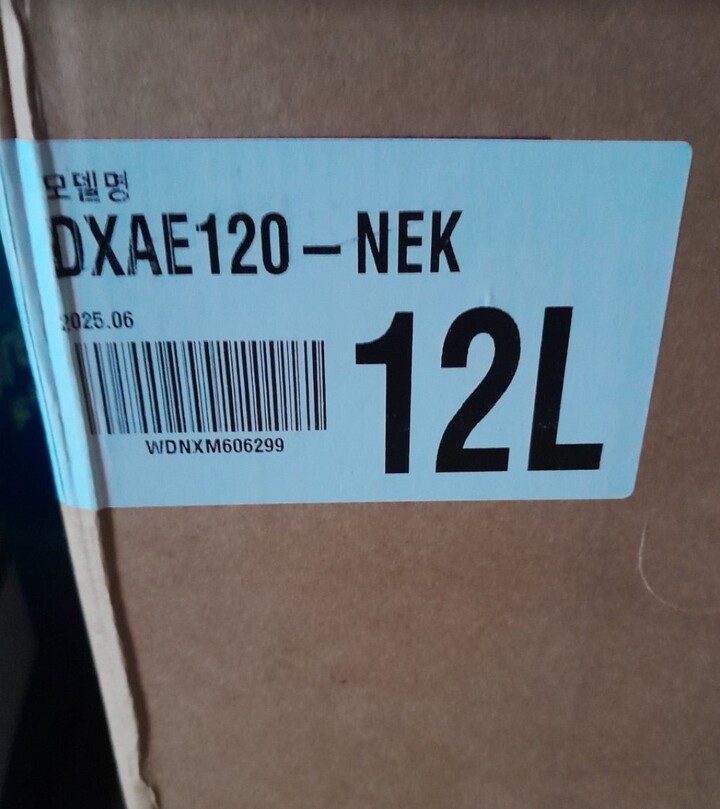 모델명
DXAE120-NEK
2025.06
12L
WDNXM606299